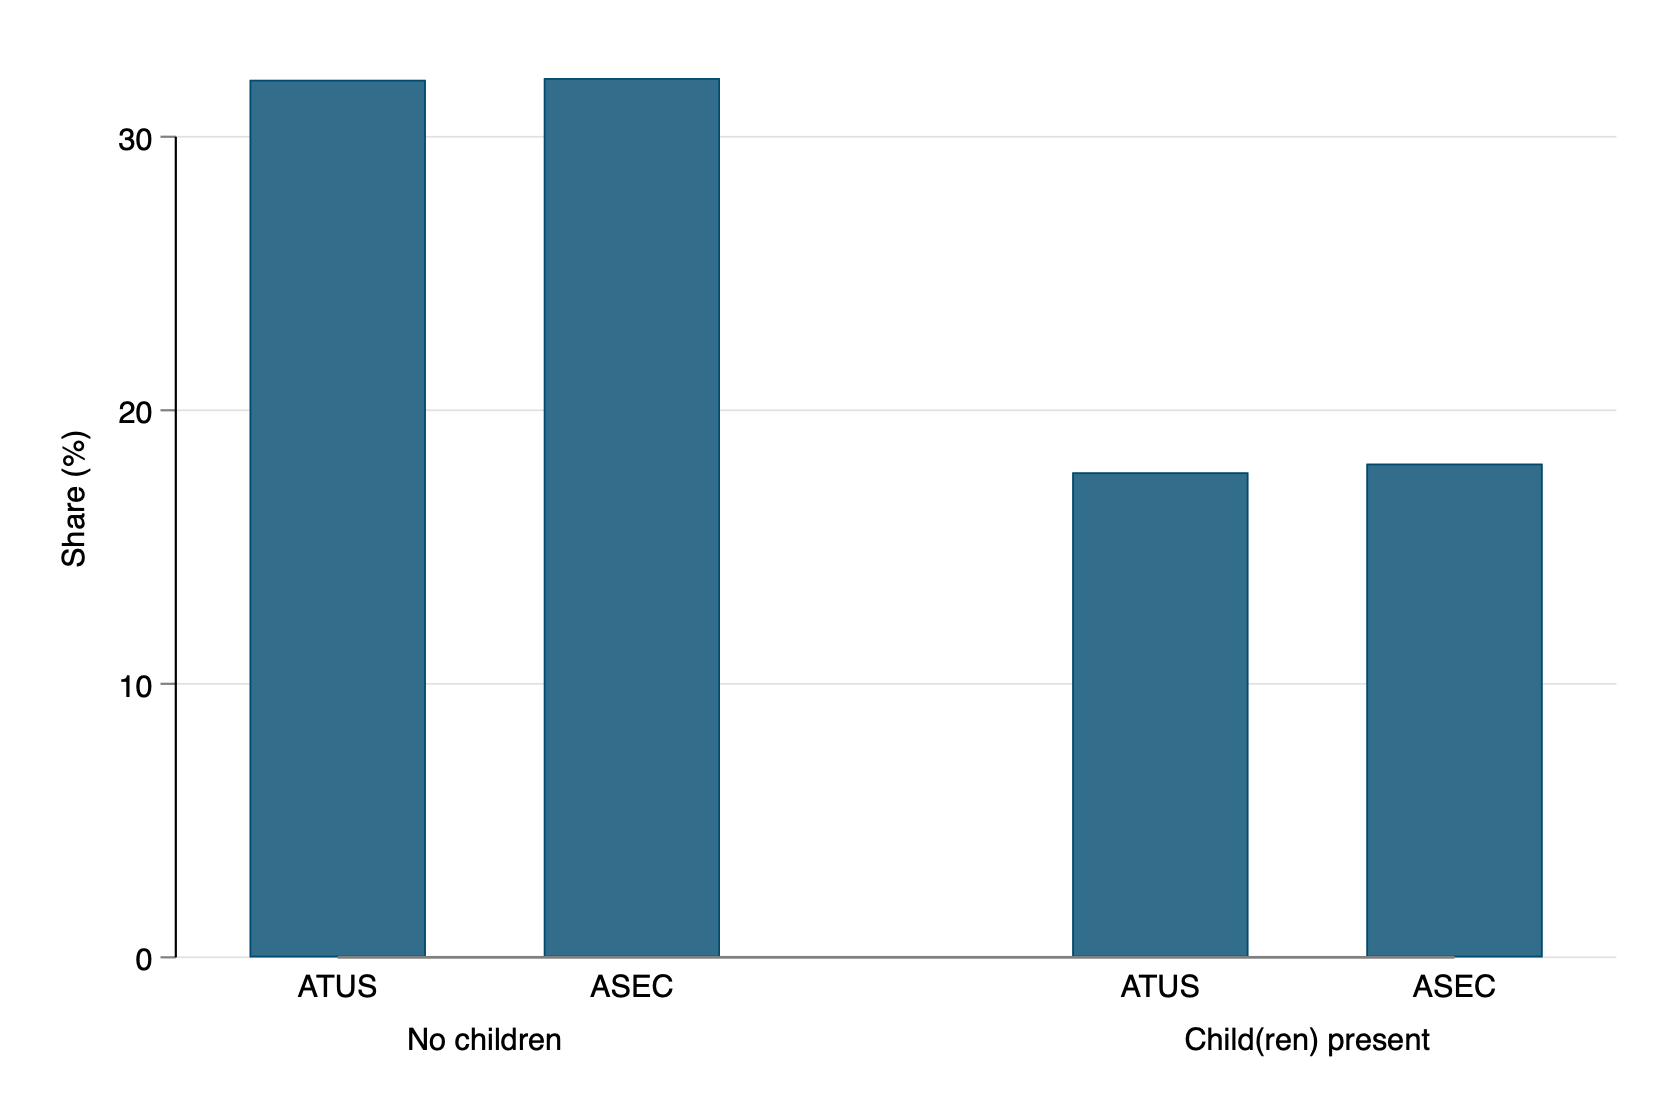 Share (%)
30
20
10
0
ATUS ASEC ATUS ASEC
No children Child(ren) present